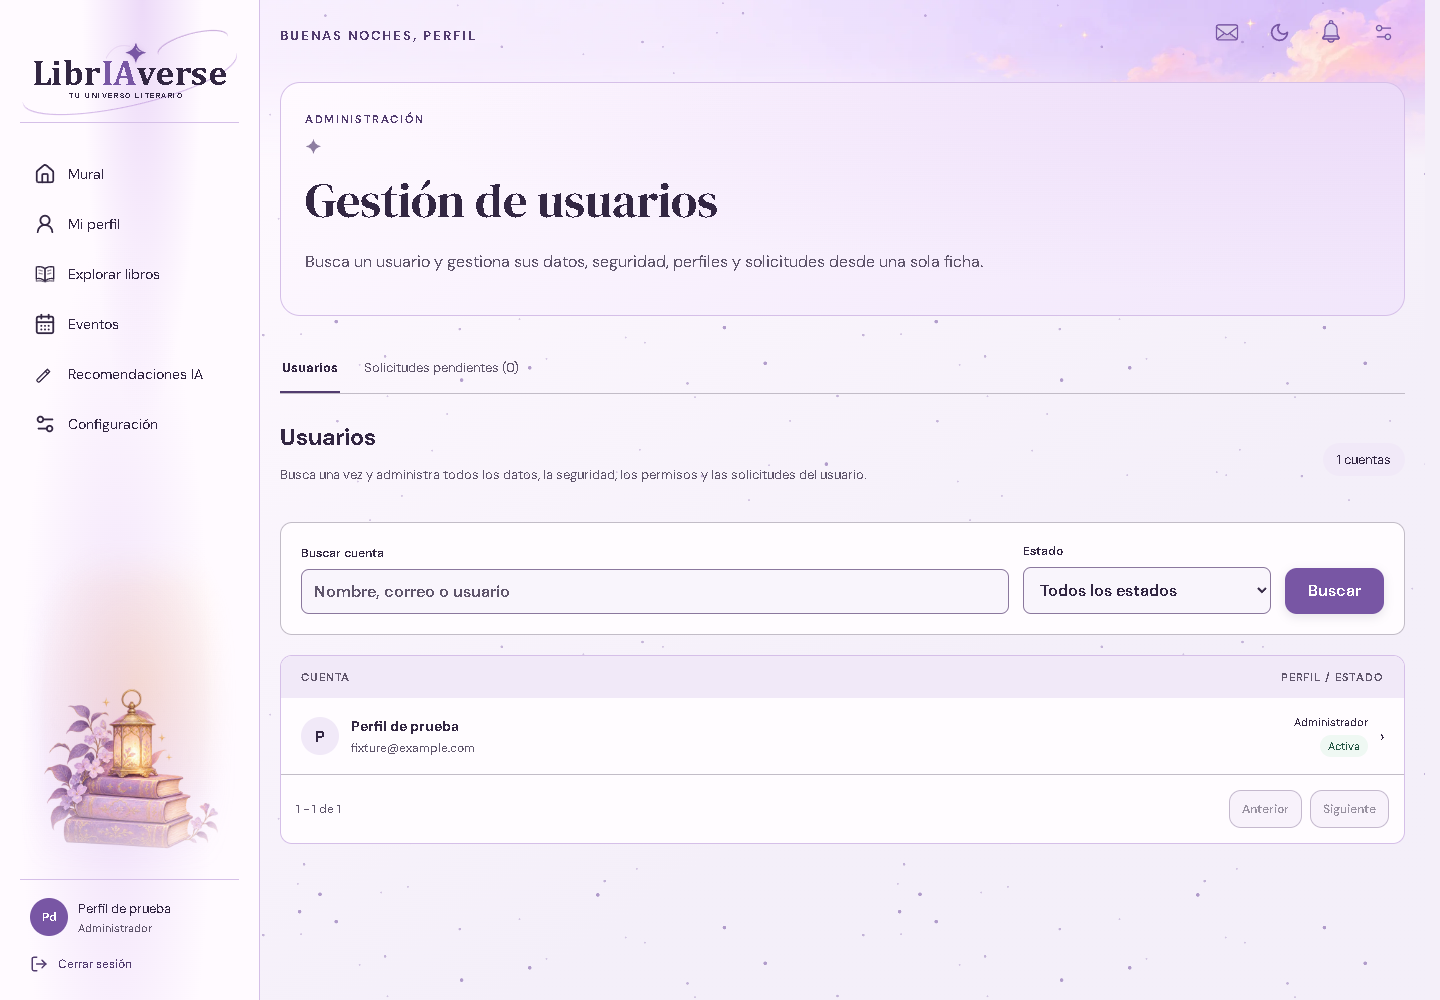 LibrIAverse
TU UNIVERSO LITERARIO
Mural
Mi perfil
Explorar libros
Eventos
Recomendaciones IA
Configuración
Pd
Perfil de prueba
Administrador
Cerrar sesión
BUENAS NOCHES, PERFIL
ADMINISTRACIÓN
Gestión de usuarios
Busca un usuario y gestiona sus datos, seguridad, perfiles y solicitudes desde una sola ficha.
Usuarios
Solicitudes pendientes (0)
Usuarios
Busca una vez y administra todos los datos, la seguridad, los permisos y las solicitudes del usuario.
1 cuentas
Buscar cuenta
Nombre, correo o usuario
Estado
Todos los estados
Buscar
CUENTA
PERFIL / ESTADO
P
Perfil de prueba
fixture@example.com
Administrador
Activa
1–1 de 1
Anterior
Siguiente